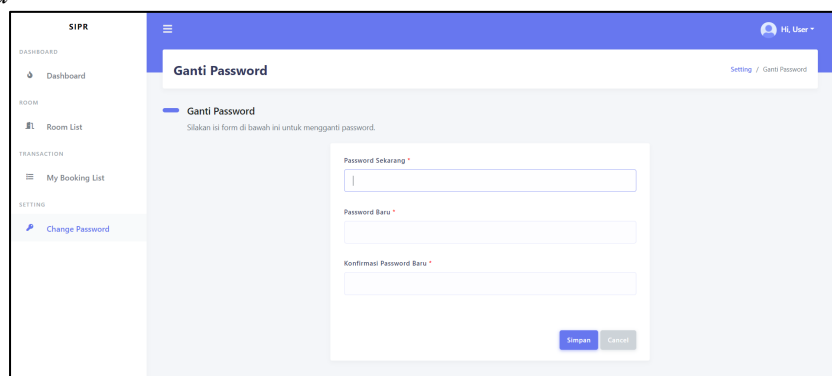 SIPR
Hi, User
DASHBOARD
Dashboard
Ganti Password
Setting / Ganti Password
ROOM
Room List
Ganti Password
Silakan isi form di bawah ini untuk mengganti password.
TRANSACTION
My Booking List
SETTING
Change Password
Password Sekarang *
Password Baru *
Konfirmasi Password Baru *
Simpan
Cancel